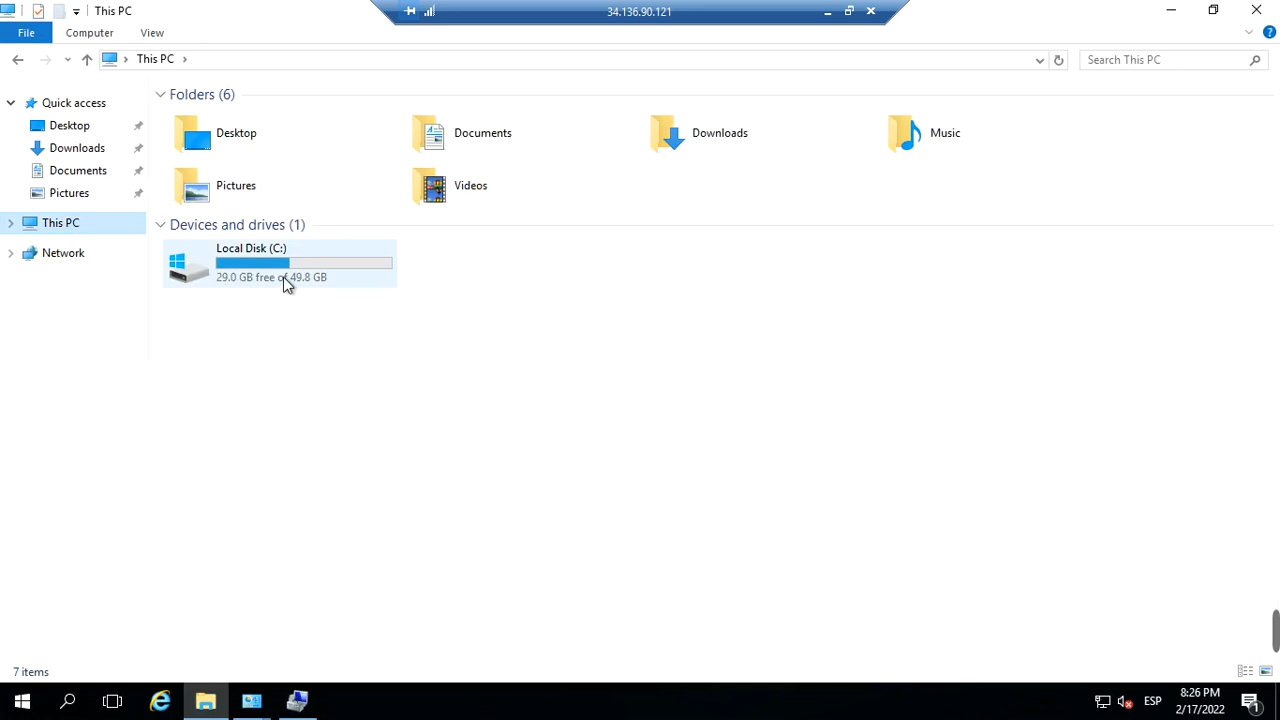 This PC
34.136.90.121
File
Computer
View
This PC
Search This PC
Quick access
Desktop
Downloads
Documents
Pictures
This PC
Network
Folders (6)
Desktop
Documents
Downloads
Music
Pictures
Videos
Devices and drives (1)
Local Disk (C:)
29.0 GB free of 49.8 GB
7 items
ESP
8:26 PM
2/17/2022
1